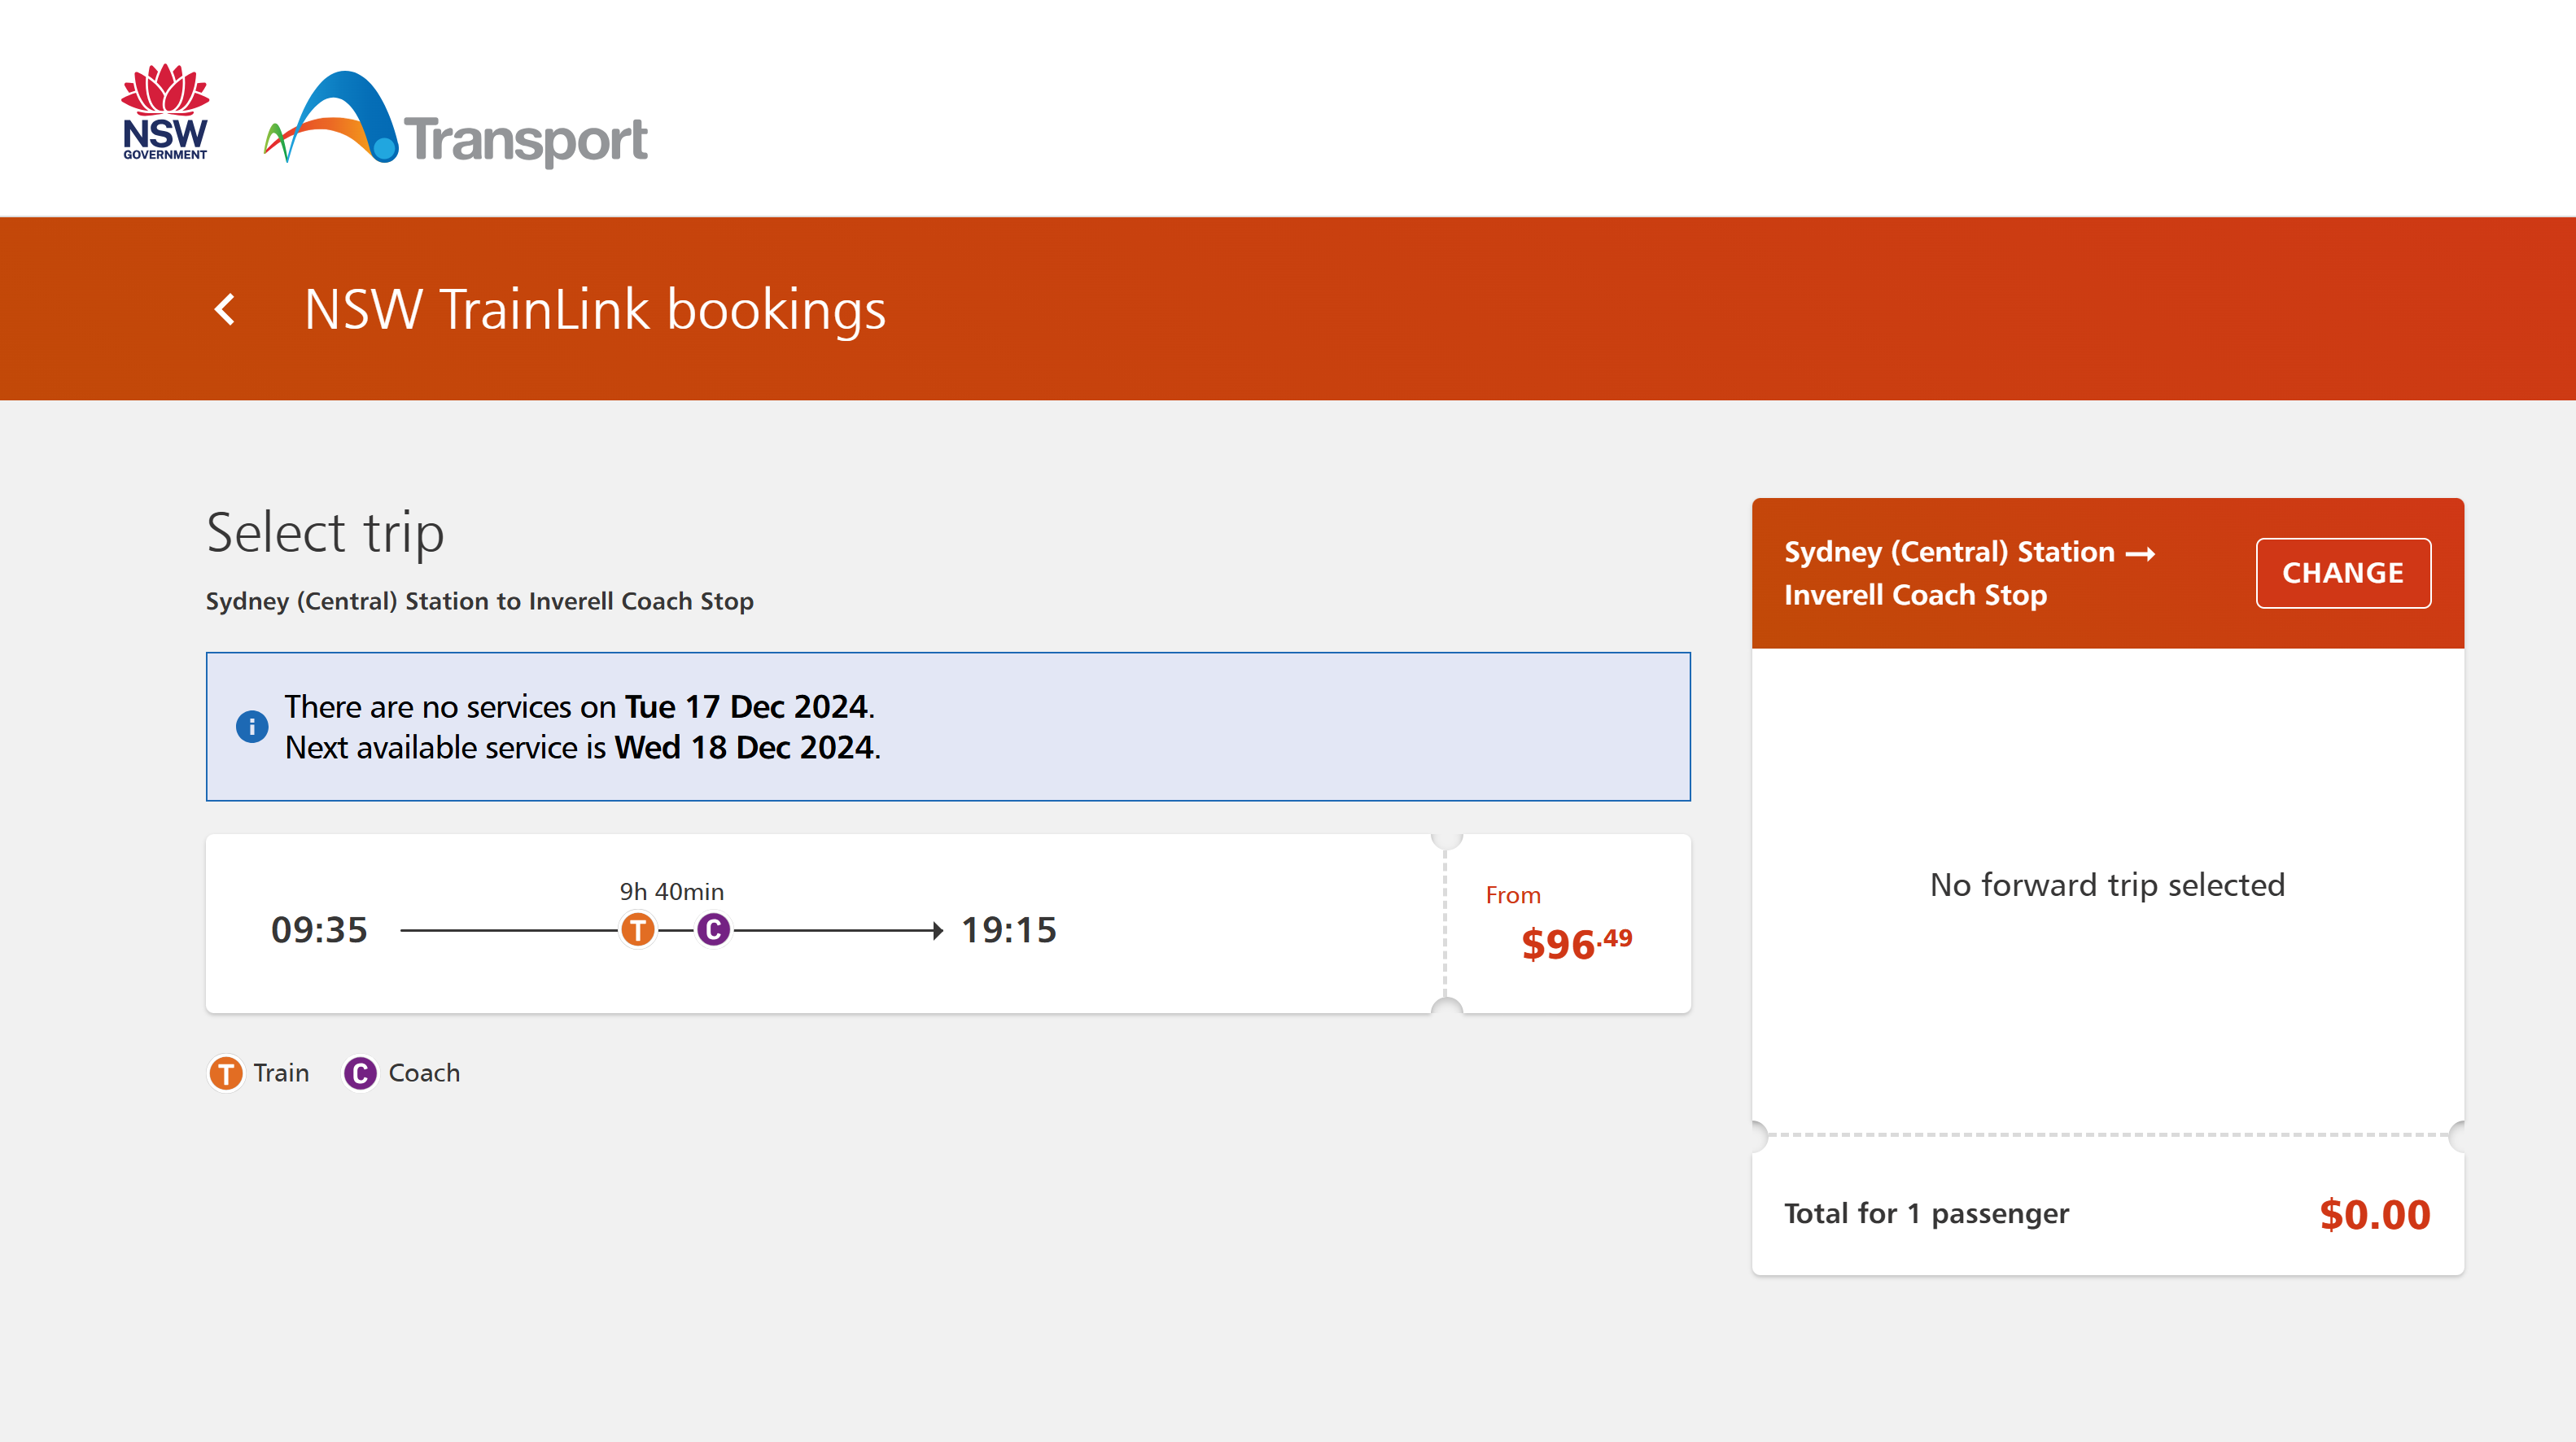 NSW
GOVERNMENT
Transport
NSW TrainLink bookings
Select trip
Sydney (Central) Station to Inverell Coach Stop
There are no services on Tue 17 Dec 2024.
Next available service is Wed 18 Dec 2024.
9h 40min
09:35 T C 19:15
From
$96.49
T Train C Coach
Sydney (Central) Station →
Inverell Coach Stop
CHANGE
No forward trip selected
Total for 1 passenger $0.00